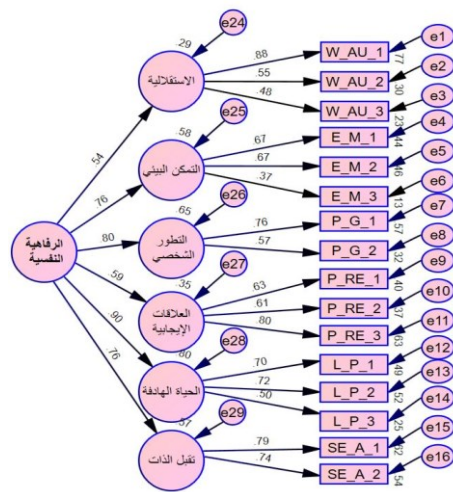 e24
.29
الاستقلالية
.88
W_AU_1
e1
.77
.55
W_AU_2
e2
.30
.48
W_AU_3
e3
.23
e25
.58
.54
التمكن البيئي
.67
E_M_1
e4
.44
.67
E_M_2
e5
.46
.37
E_M_3
e6
.13
.76
e26
.65
التطور
الشخصي
.76
P_G_1
e7
.57
.57
P_G_2
e8
.32
الرفاهية
النفسية
.80
e27
.35
.59
العلاقات
الإيجابية
.63
P_RE_1
e9
.40
.61
P_RE_2
e10
.37
.80
P_RE_3
e11
.63
.90
e28
.80
الحياة الهادفة
.70
L_P_1
e12
.49
.72
L_P_2
e13
.52
.50
L_P_3
e14
.25
.76
e29
.57
تقبل الذات
.79
SE_A_1
e15
.62
.74
SE_A_2
e16
.54